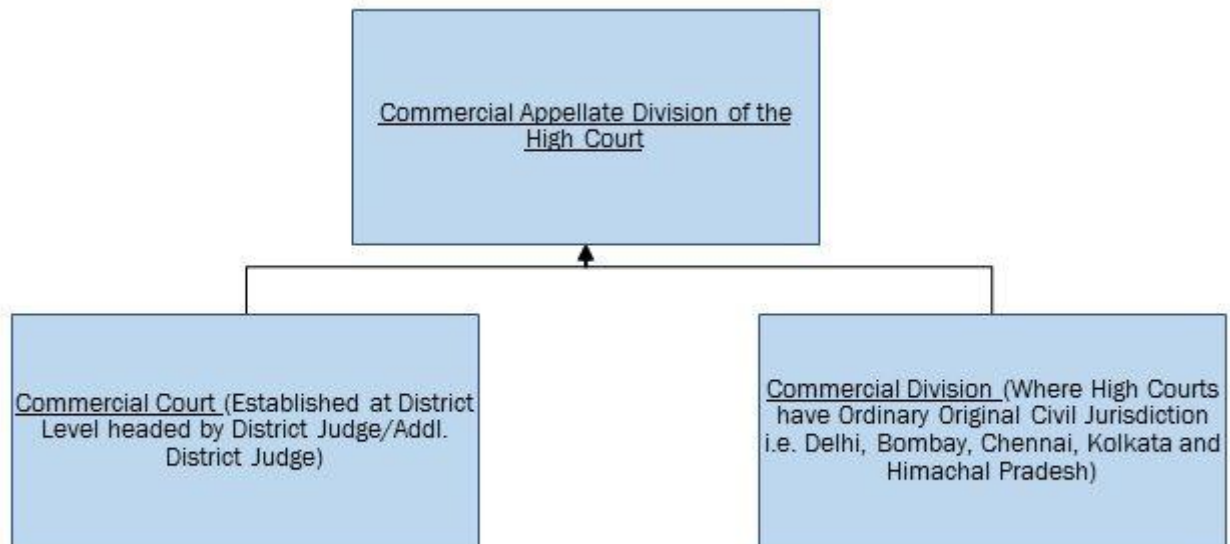 Commercial Appellate Division of the
High Court
Commercial Court (Established at District
Level headed by District Judge/Addl.
District Judge)
Commercial Division (Where High Courts
have Ordinary Original Civil Jurisdiction
i.e. Delhi, Bombay, Chennai, Kolkata and
Himachal Pradesh)